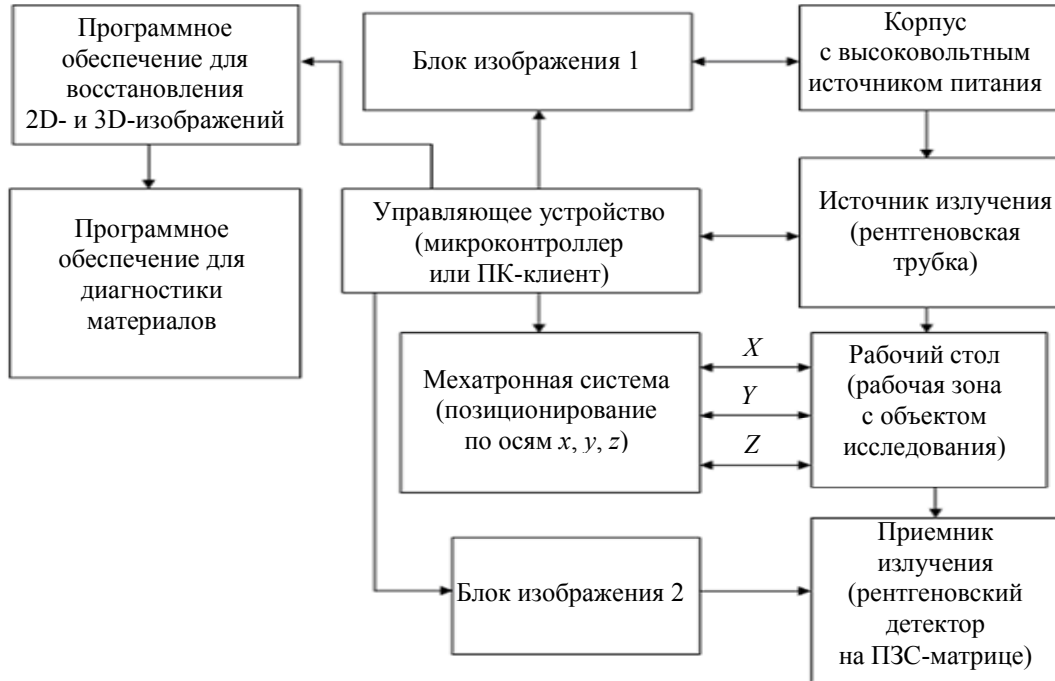 Программное
обеспечение для
восстановления
2D- и 3D-изображений
Блок изображения 1
Корпус
с высоковольтным
источником питания
Программное
обеспечение для
диагностики
материалов
Управляющее устройство
(микроконтроллер
или ПК-клиент)
Источник излучения
(рентгеновская
трубка)
Мехатронная система
(позиционирование
по осям x, y, z)
X
Y
Z
Рабочий стол
(рабочая зона
с объектом
исследования)
Блок изображения 2
Приемник
излучения
(рентгеновский
детектор
на ПЗС-матрице)